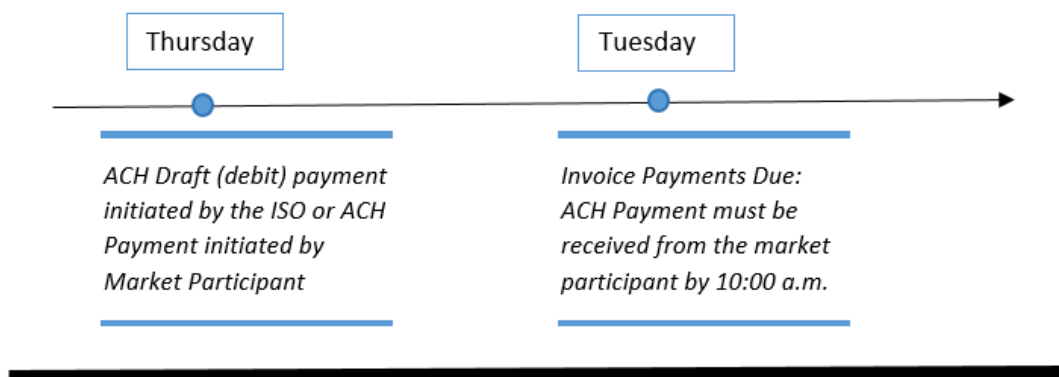 Thursday
Tuesday
ACH Draft (debit) payment
initiated by the ISO or ACH
Payment initiated by
Market Participant
Invoice Payments Due:
ACH Payment must be
received from the market
participant by 10:00 a.m.